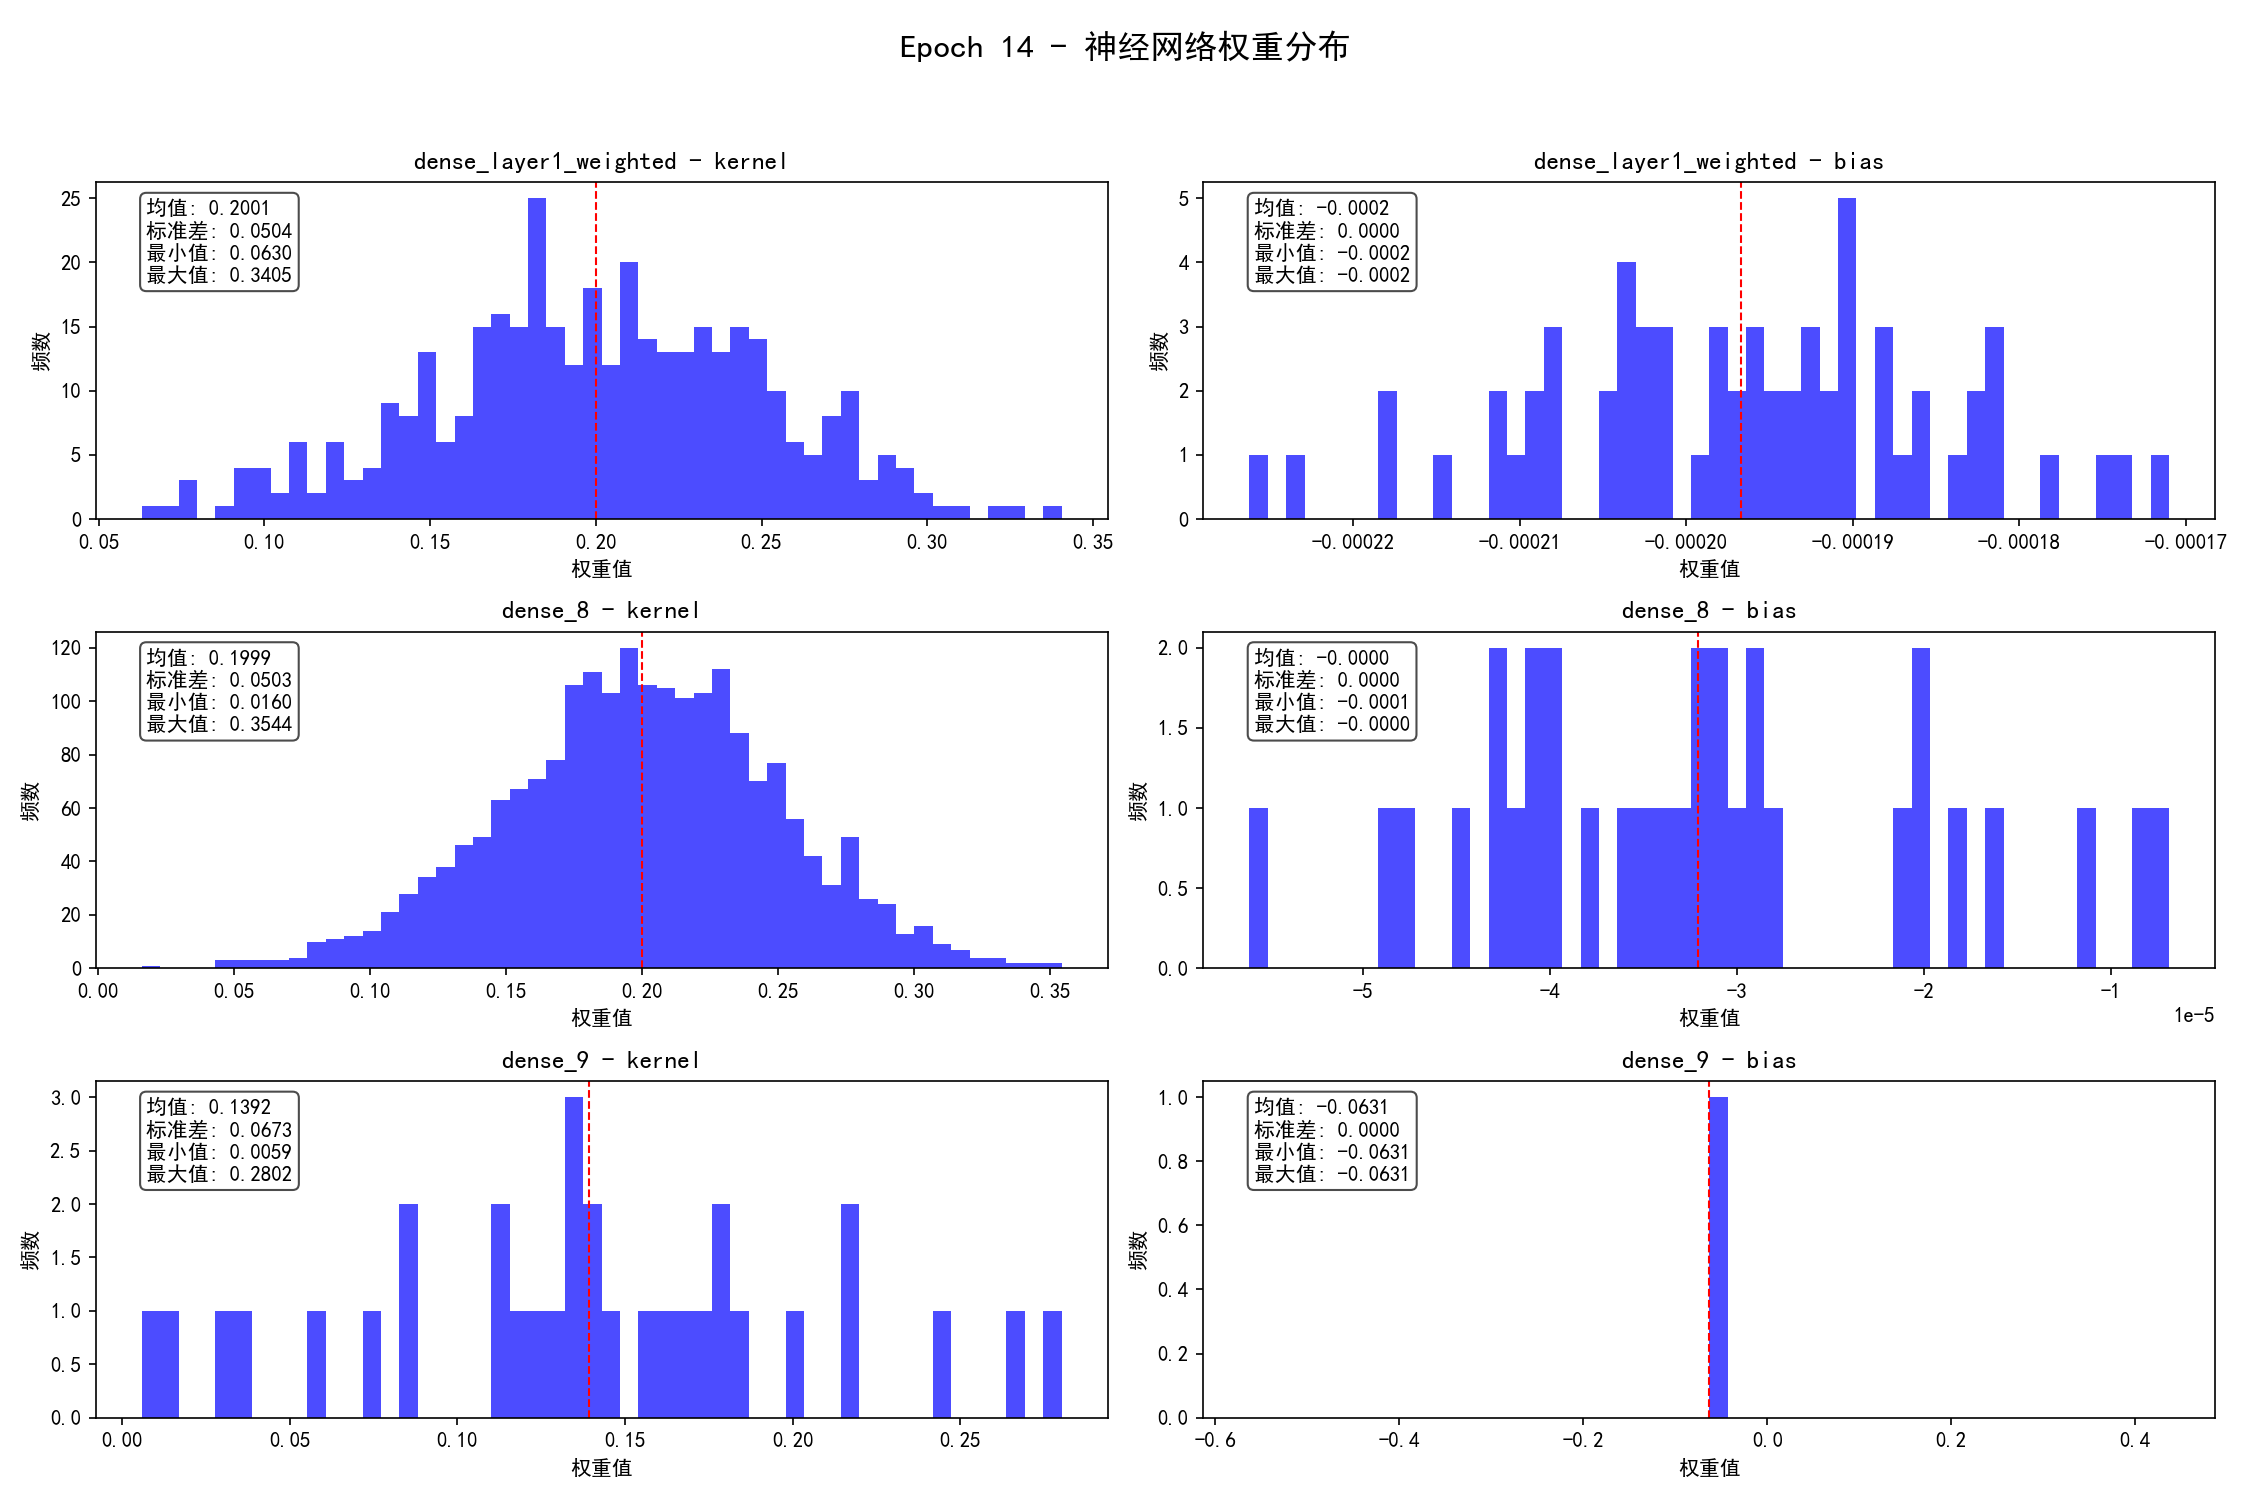 Epoch 14 - 神经网络权重分布
dense_layer1_weighted - kernel
均值: 0.2001
标准差: 0.0504
最小值: 0.0630
最大值: 0.3405
频数
25
20
15
10
5
0
0.05 0.10 0.15 0.20 0.25 0.30 0.35
权重值
dense_layer1_weighted - bias
均值: -0.0002
标准差: 0.0000
最小值: -0.0002
最大值: -0.0002
频数
5
4
3
2
1
0
-0.00022 -0.00021 -0.00020 -0.00019 -0.00018 -0.00017
权重值
dense_8 - kernel
均值: 0.1999
标准差: 0.0503
最小值: 0.0160
最大值: 0.3544
频数
120
100
80
60
40
20
0
0.00 0.05 0.10 0.15 0.20 0.25 0.30 0.35
权重值
dense_8 - bias
均值: -0.0000
标准差: 0.0000
最小值: -0.0001
最大值: -0.0000
频数
2.0
1.5
1.0
0.5
0.0
-5 -4 -3 -2 -1
1e-5
权重值
dense_9 - kernel
均值: 0.1392
标准差: 0.0673
最小值: 0.0059
最大值: 0.2802
频数
3.0
2.5
2.0
1.5
1.0
0.5
0.0
0.00 0.05 0.10 0.15 0.20 0.25
权重值
dense_9 - bias
均值: -0.0631
标准差: 0.0000
最小值: -0.0631
最大值: -0.0631
频数
1.0
0.8
0.6
0.4
0.2
0.0
-0.6 -0.4 -0.2 0.0 0.2 0.4
权重值